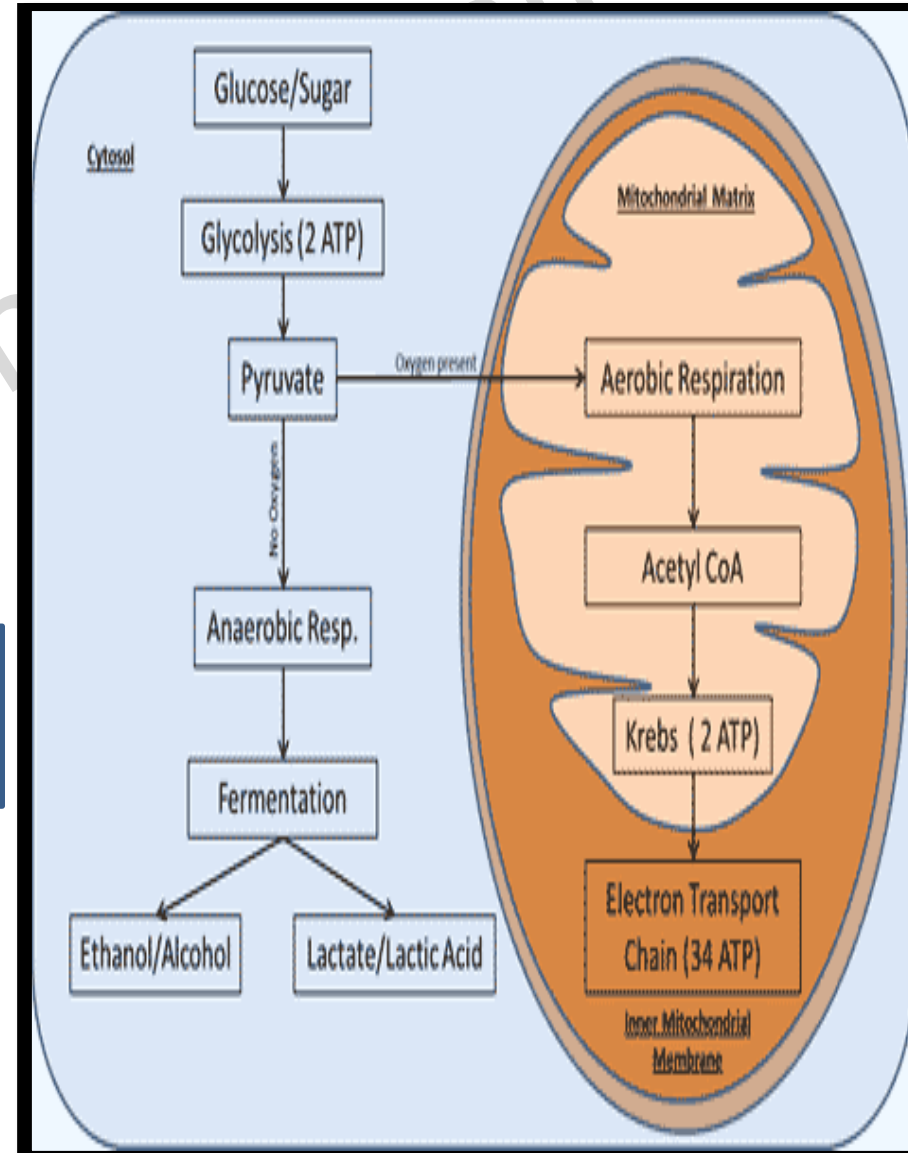 Glucose/Sugar
Cytosol
Glycolysis (2 ATP)
Pyruvate
Oxygen present
No Oxygen
Anaerobic Resp.
Fermentation
Ethanol/Alcohol
Lactate/Lactic Acid
Mitochondrial Matrix
Aerobic Respiration
Acetyl CoA
Krebs ( 2 ATP)
Electron Transport
Chain (34 ATP)
Inner Mitochondrial
Membrane